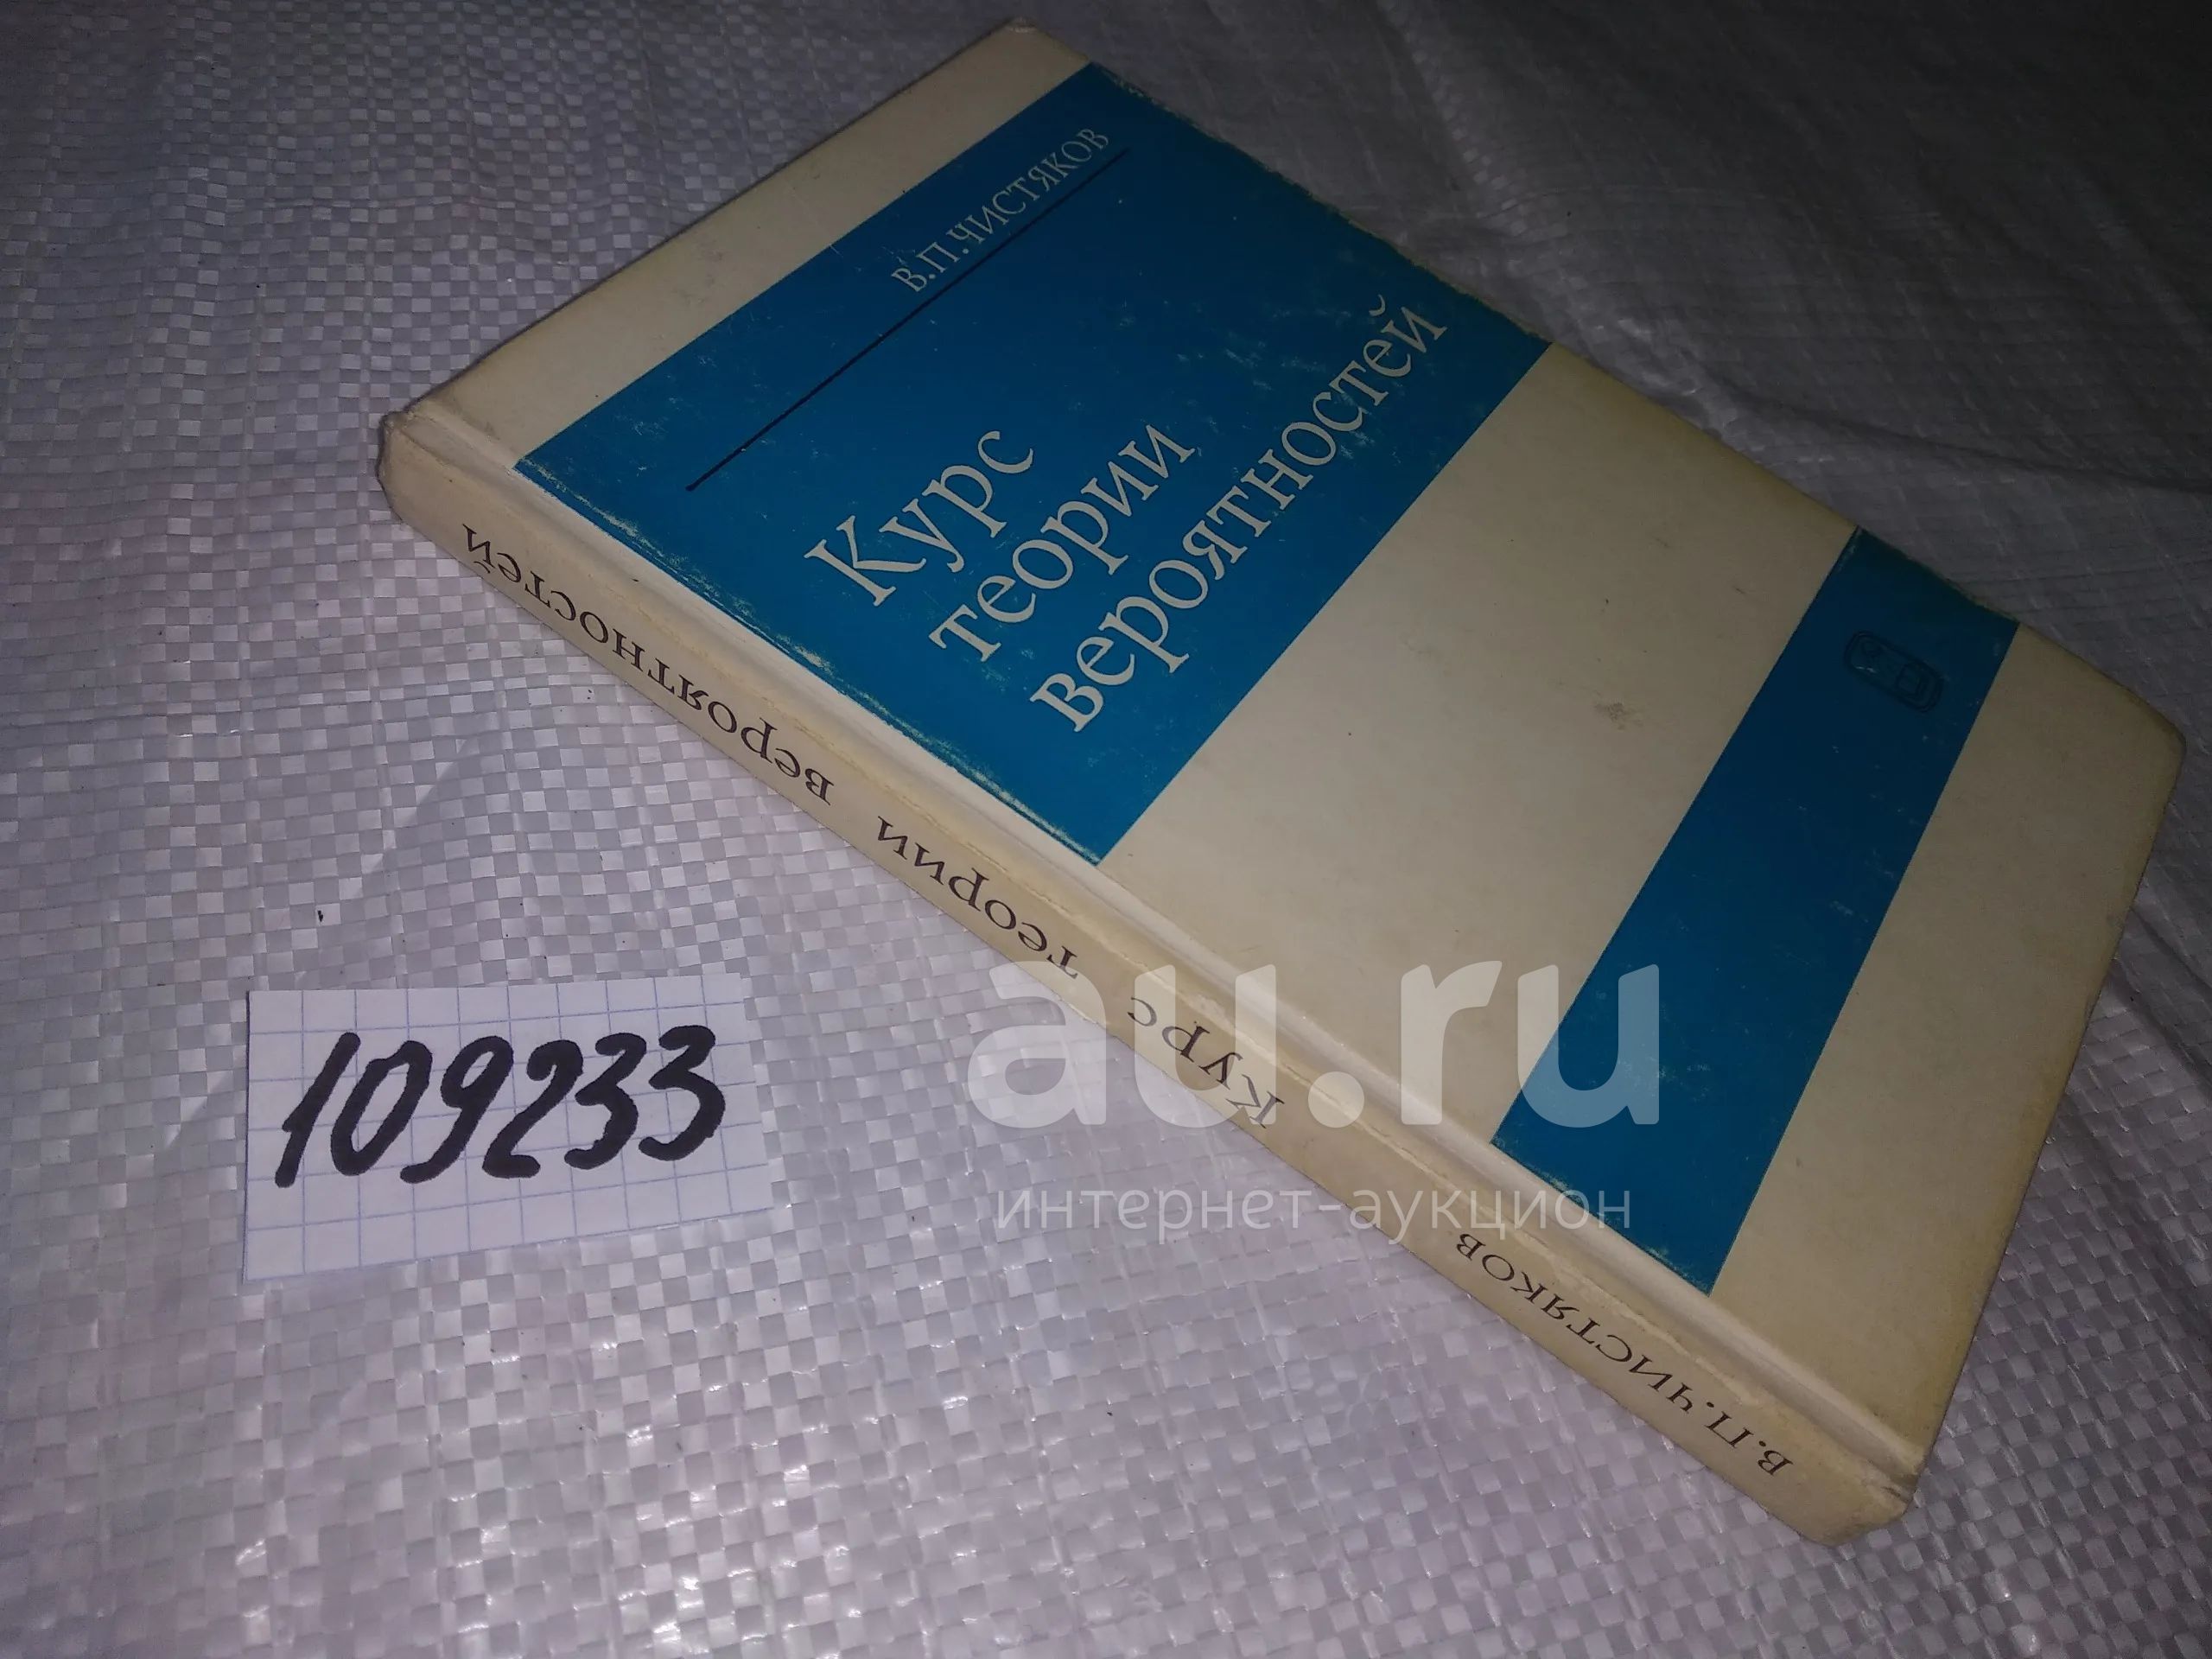 В.П.ЧИСТЯКОВ
Курс
теории
вероятностей
В.П.ЧИСТЯКОВ Курс теории вероятностей
109233
au.ru
интернет-аукцион